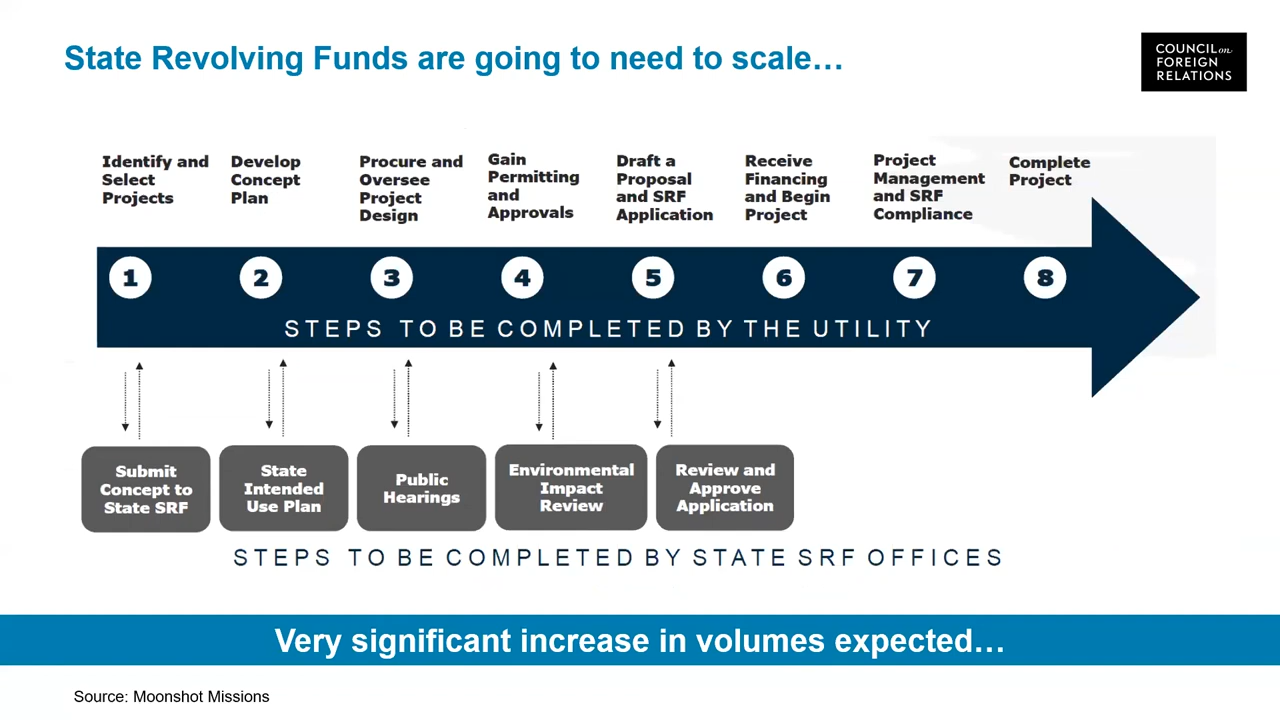 State Revolving Funds are going to need to scale…
COUNCIL on
FOREIGN
RELATIONS
Identify and
Select
Projects
Develop
Concept
Plan
Procure and
Oversee
Project
Design
Gain
Permitting
and
Approvals
Draft a
Proposal
and SRF
Application
Receive
Financing
and Begin
Project
Project
Management
and SRF
Compliance
Complete
Project
1 2 3 4 5 6 7 8
STEPS TO BE COMPLETED BY THE UTILITY
Submit
Concept to
State SRF
State
Intended
Use Plan
Public
Hearings
Environmental
Impact
Review
Review and
Approve
Application
STEPS TO BE COMPLETED BY STATE SRF OFFICES
Very significant increase in volumes expected…
Source: Moonshot Missions